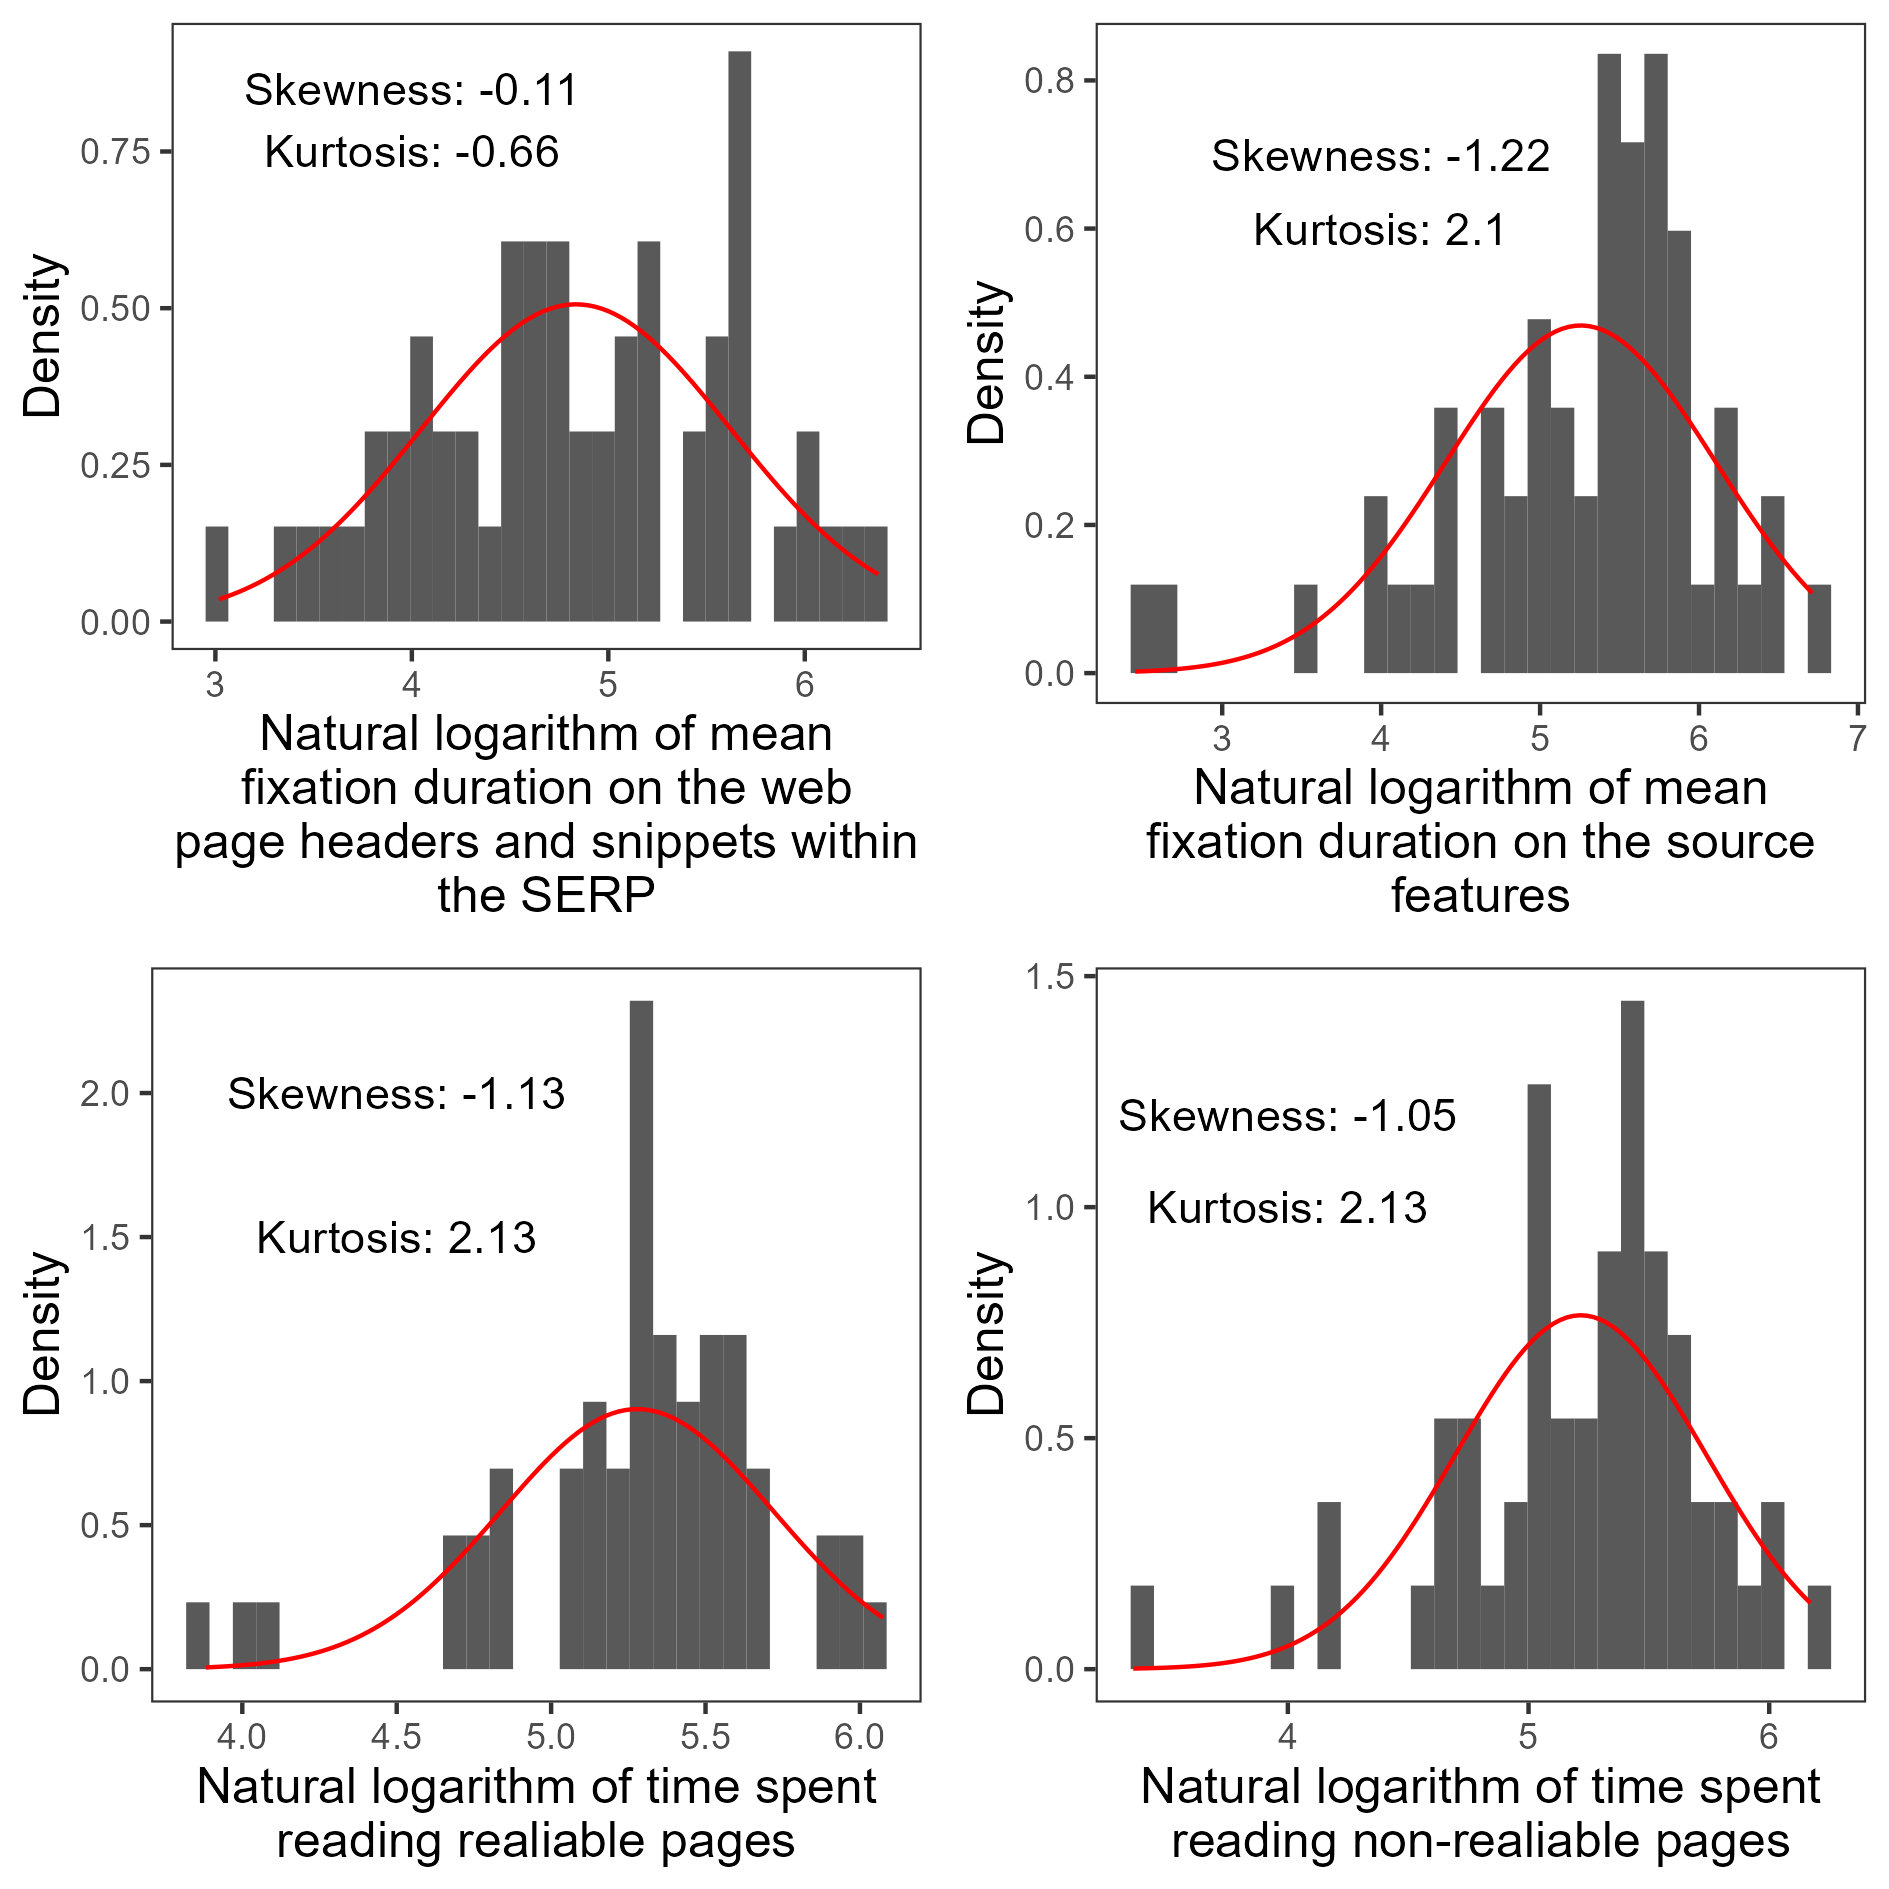 Skewness: -0.11
Kurtosis: -0.66
Density
0.75
0.50
0.25
0.00
3 4 5 6
Natural logarithm of mean
fixation duration on the web
page headers and snippets within
the SERP
Skewness: -1.22
Kurtosis: 2.1
Density
0.8
0.6
0.4
0.2
0.0
3 4 5 6 7
Natural logarithm of mean
fixation duration on the source
features
Skewness: -1.13
Kurtosis: 2.13
Density
2.0
1.5
1.0
0.5
0.0
4.0 4.5 5.0 5.5 6.0
Natural logarithm of time spent
reading realiable pages
Skewness: -1.05
Kurtosis: 2.13
Density
1.5
1.0
0.5
0.0
4 5 6
Natural logarithm of time spent
reading non-realiable pages